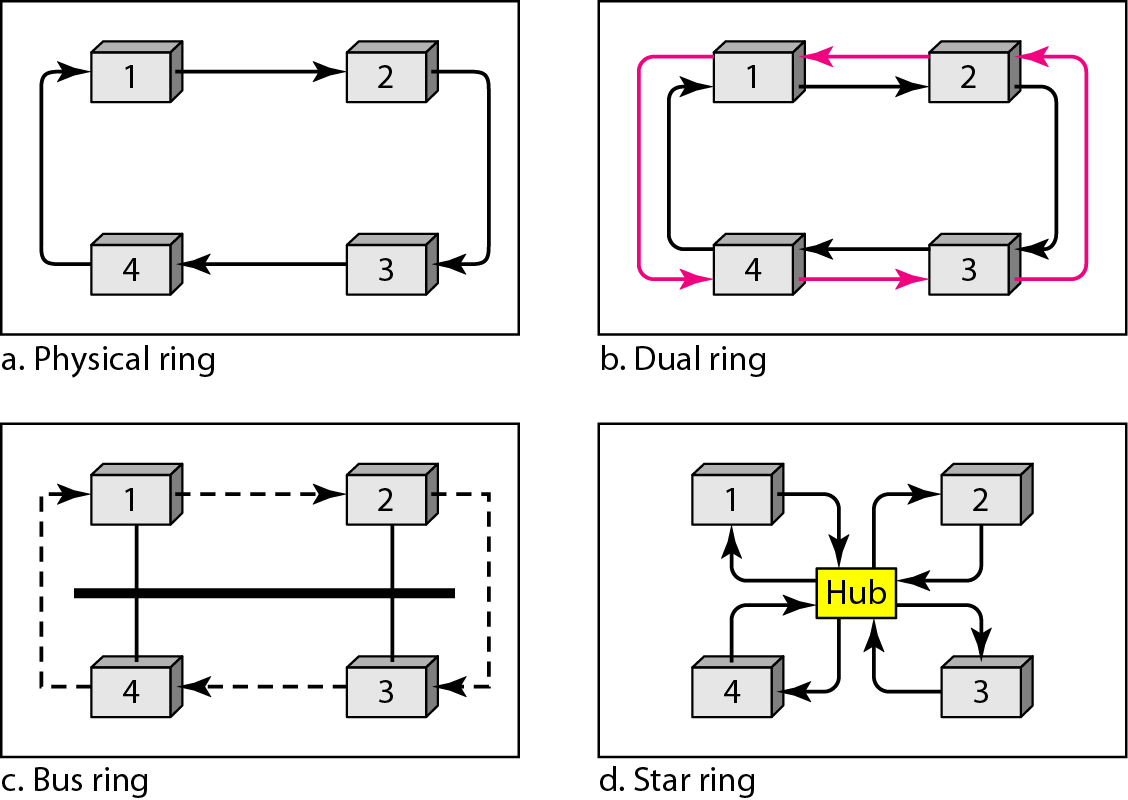 1 2
4 3
a. Physical ring
1 2
4 3
b. Dual ring
1 2
4 3
c. Bus ring
1 2
Hub
4 3
d. Star ring